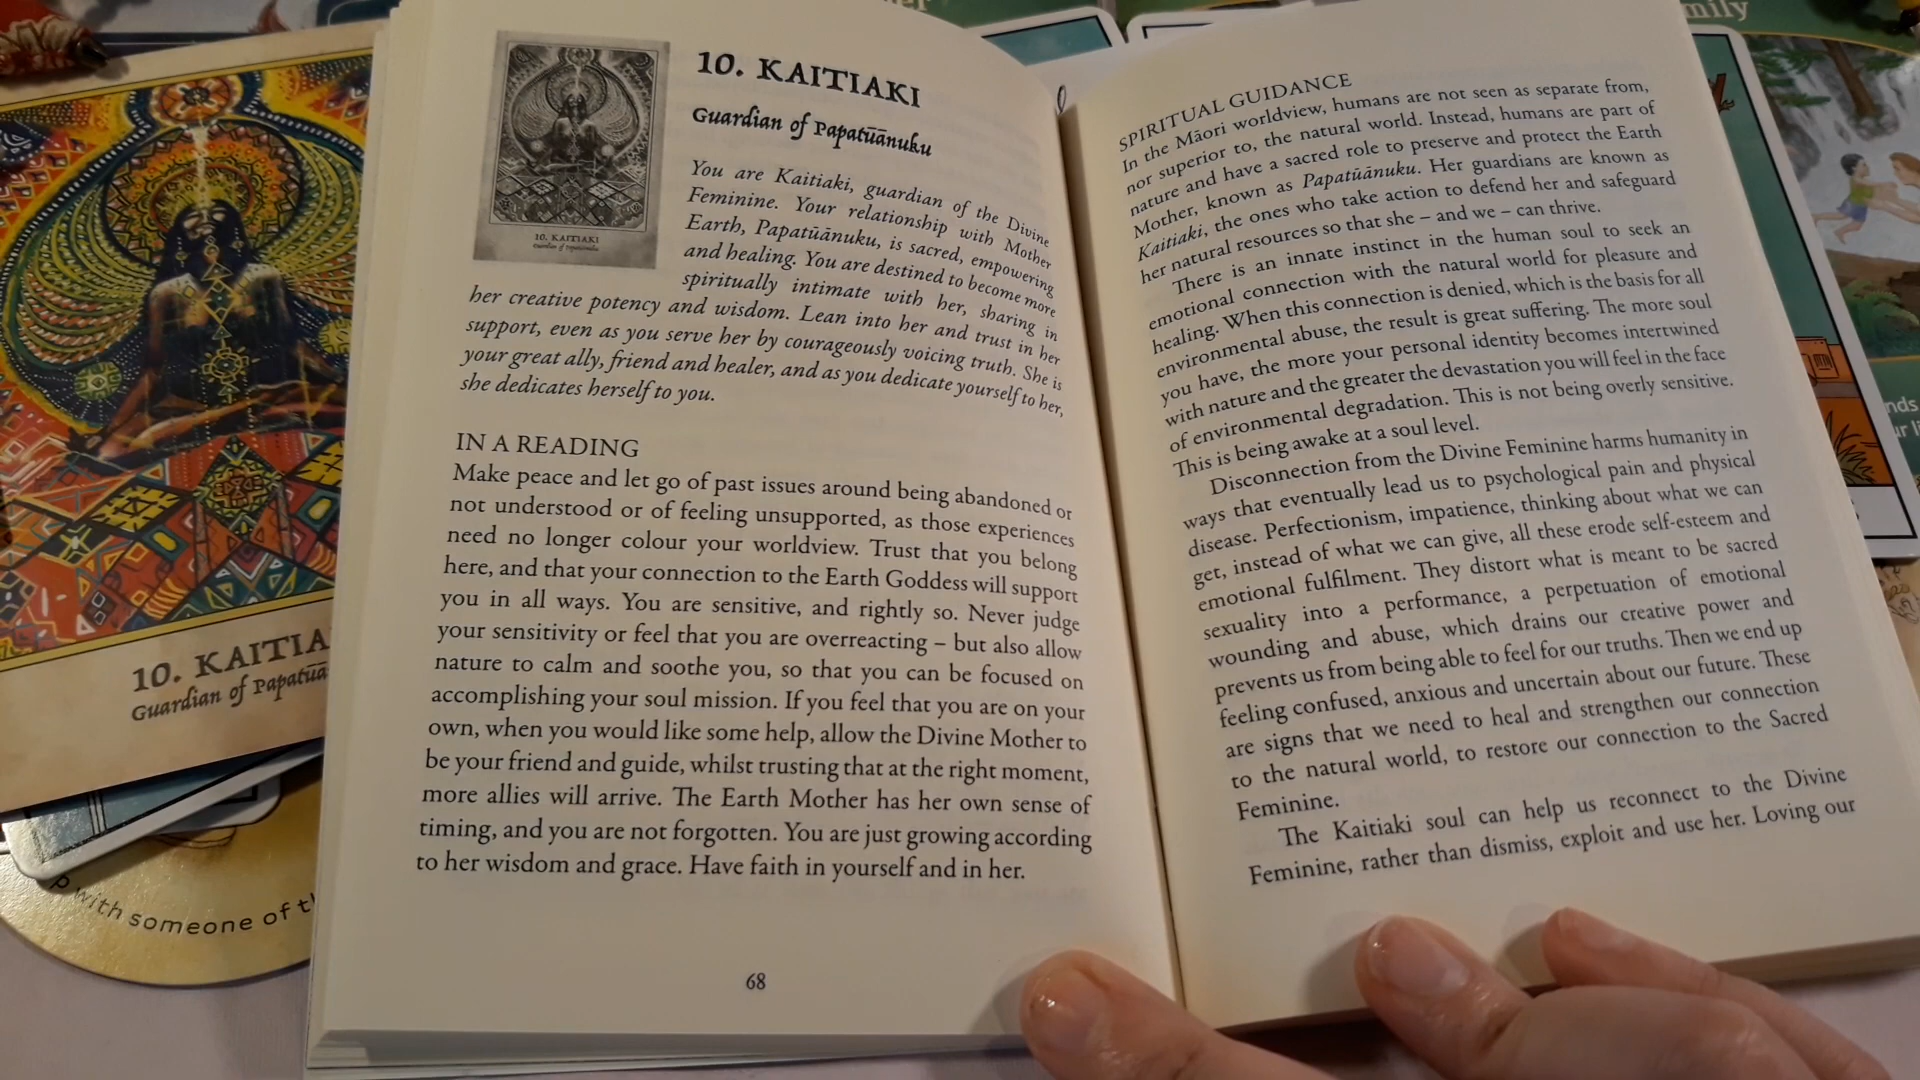 10. KAITIAKI
Guardian of Papatūānuku
You are Kaitiaki, guardian of the Divine
Feminine. Your relationship with Mother
Earth, Papatūānuku, is sacred, empowering
and healing. You are destined to become more
spiritually intimate with her, sharing in
her creative potency and wisdom. Lean into her and trust in her
support, even as you serve her by courageously voicing truth. She is
your great ally, friend and healer, and as you dedicate yourself to her,
she dedicates herself to you.
10. KAITIAKI
Guardian of Papatūānuku
IN A READING
Make peace and let go of past issues around being abandoned or
not understood or of feeling unsupported, as those experiences
need no longer colour your worldview. Trust that you belong
here, and that your connection to the Earth Goddess will support
you in all ways. You are sensitive, and rightly so. Never judge
your sensitivity or feel that you are overreacting – but also allow
nature to calm and soothe you, so that you can be focused on
accomplishing your soul mission. If you feel that you are on your
own, when you would like some help, allow the Divine Mother to
be your friend and guide, whilst trusting that at the right moment,
more allies will arrive. The Earth Mother has her own sense of
timing, and you are not forgotten. You are just growing according
to her wisdom and grace. Have faith in yourself and in her.
68
SPIRITUAL GUIDANCE
In the Māori worldview, humans are not seen as separate from,
nor superior to, the natural world. Instead, humans are part of
nature and have a sacred role to preserve and protect the Earth
Mother, known as Papatūānuku. Her guardians are known as
Kaitiaki, the ones who take action to defend her and safeguard
her natural resources so that she – and we – can thrive.
There is an innate instinct in the human soul to seek an
emotional connection with the natural world for pleasure and
healing. When this connection is denied, which is the basis for all
environmental abuse, the result is great suffering. The more soul
you have, the more your personal identity becomes intertwined
with nature and the greater the devastation you will feel in the face
of environmental degradation. This is not being overly sensitive.
This is being awake at a soul level.
Disconnection from the Divine Feminine harms humanity in
ways that eventually lead us to psychological pain and physical
disease. Perfectionism, impatience, thinking about what we can
get, instead of what we can give, all these erode self-esteem and
emotional fulfilment. They distort what is meant to be sacred
sexuality into a performance, a perpetuation of emotional
wounding and abuse, which drains our creative power and
prevents us from being able to feel for our truths. Then we end up
feeling confused, anxious and uncertain about our future. These
are signs that we need to heal and strengthen our connection
to the natural world, to restore our connection to the Sacred
Feminine.
The Kaitiaki soul can help us reconnect to the Divine
Feminine, rather than dismiss, exploit and use her. Loving our
10. KAITIA
Guardian of Papatūā
p with someone of th
mily
nds
ur li